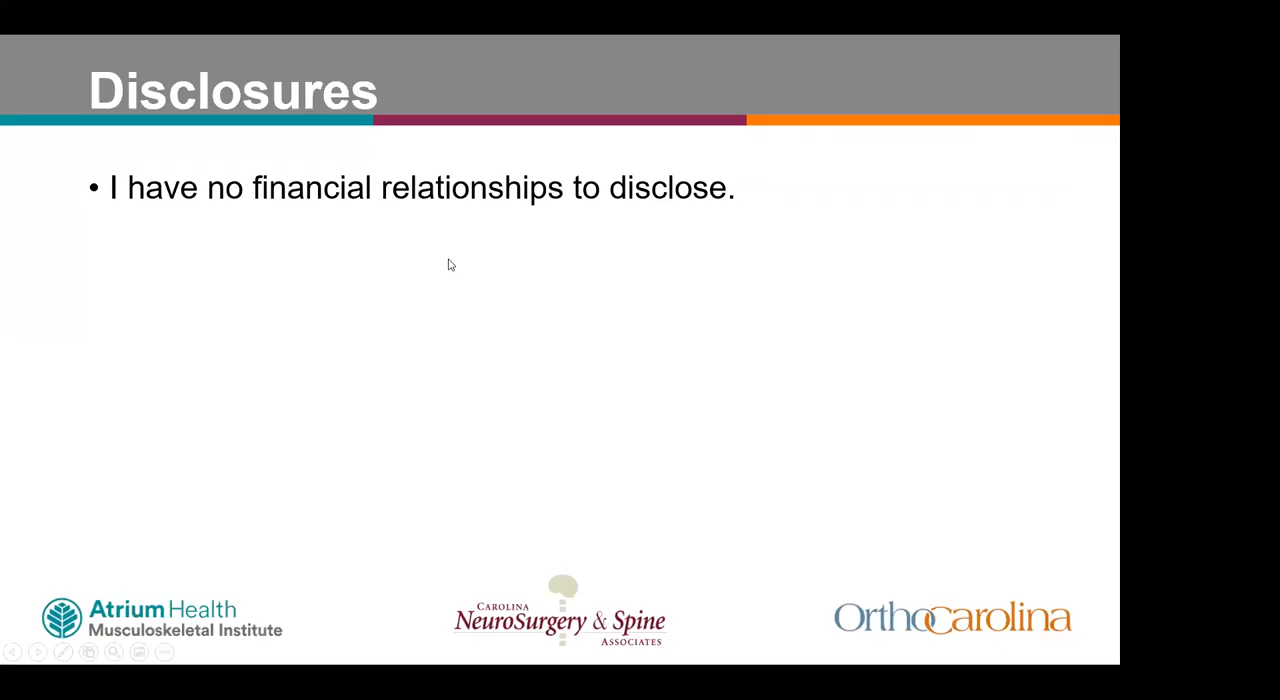 Disclosures
• I have no financial relationships to disclose.
Atrium Health
Musculoskeletal Institute
CAROLINA
NEUROSURGERY & SPINE
ASSOCIATES
OrthoCarolina